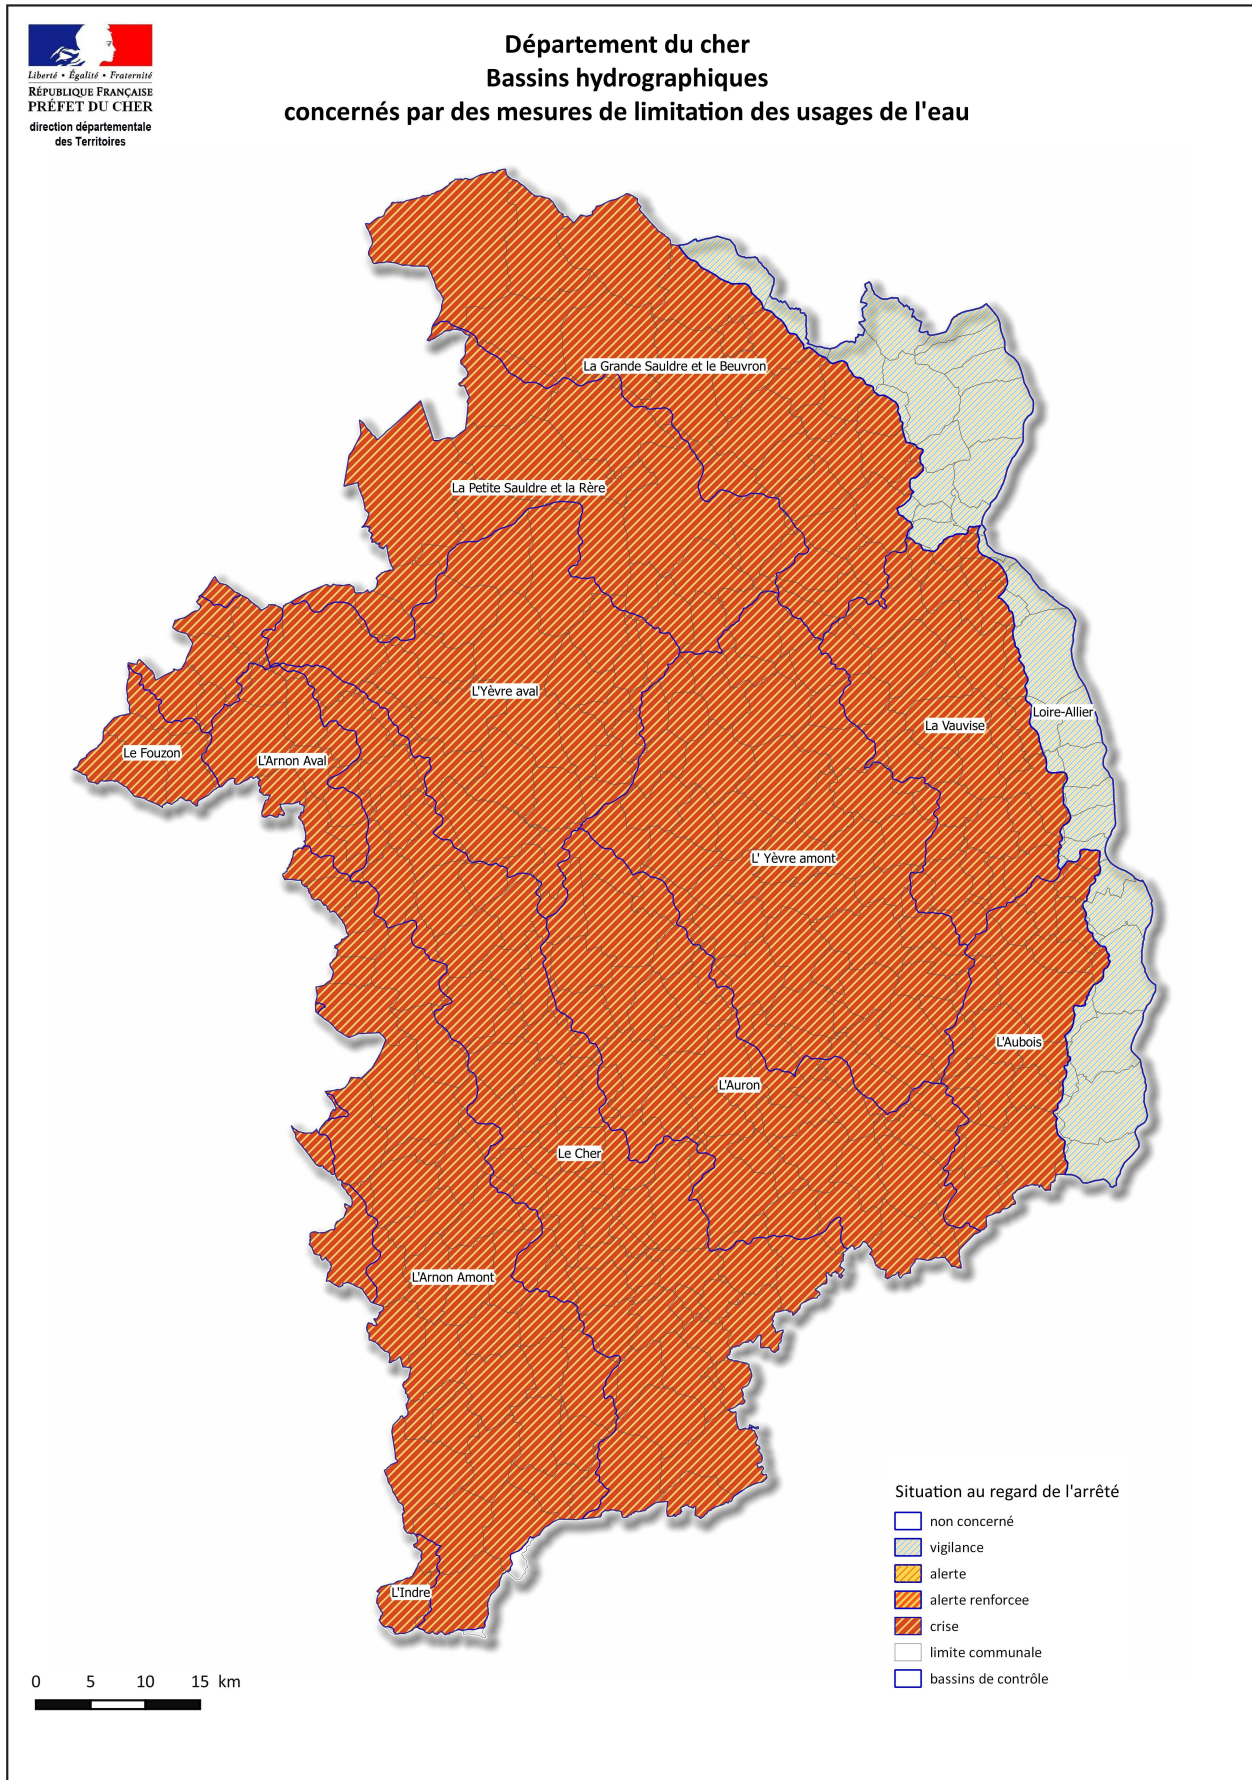 Liberté • Égalité • Fraternité
RÉPUBLIQUE FRANÇAISE
PRÉFET DU CHER
direction départementale
des Territoires
Département du cher
Bassins hydrographiques
concernés par des mesures de limitation des usages de l'eau
La Grande Sauldre et le Beuvron
La Petite Sauldre et la Rère
L'Yèvre aval
La Vauvise
Loire-Allier
Le Fouzon
L'Arnon Aval
L' Yèvre amont
L'Aubois
L'Auron
Le Cher
L'Arnon Amont
L'Indre
Situation au regard de l'arrêté
non concerné
vigilance
alerte
alerte renforcee
crise
limite communale
bassins de contrôle
0 5 10 15 km